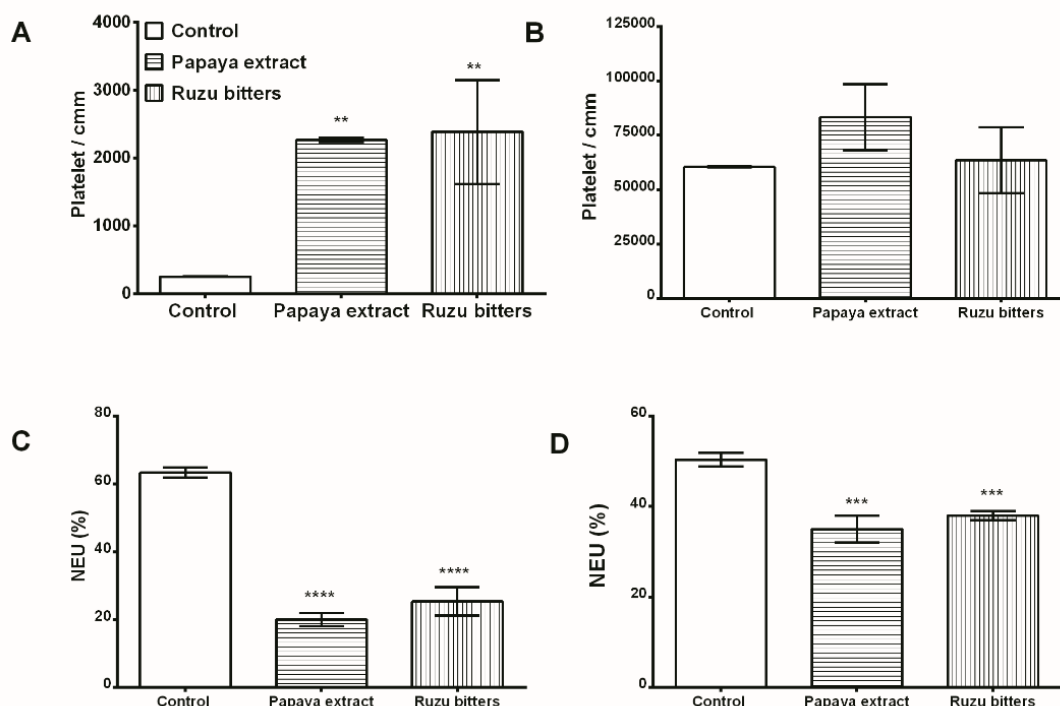 A
4000
3000
2000
1000
0
Platelet / cmm
Control
Papaya extract
Ruzu bitters
**
**
Control
Papaya extract
Ruzu bitters
B
125000
100000
75000
50000
25000
0
Platelet / cmm
Control
Papaya extract
Ruzu bitters
C
80
60
40
20
0
NEU (%)
****
****
Control
Papaya extract
Ruzu bitters
D
60
40
20
0
NEU (%)
***
***
Control
Papaya extract
Ruzu bitters